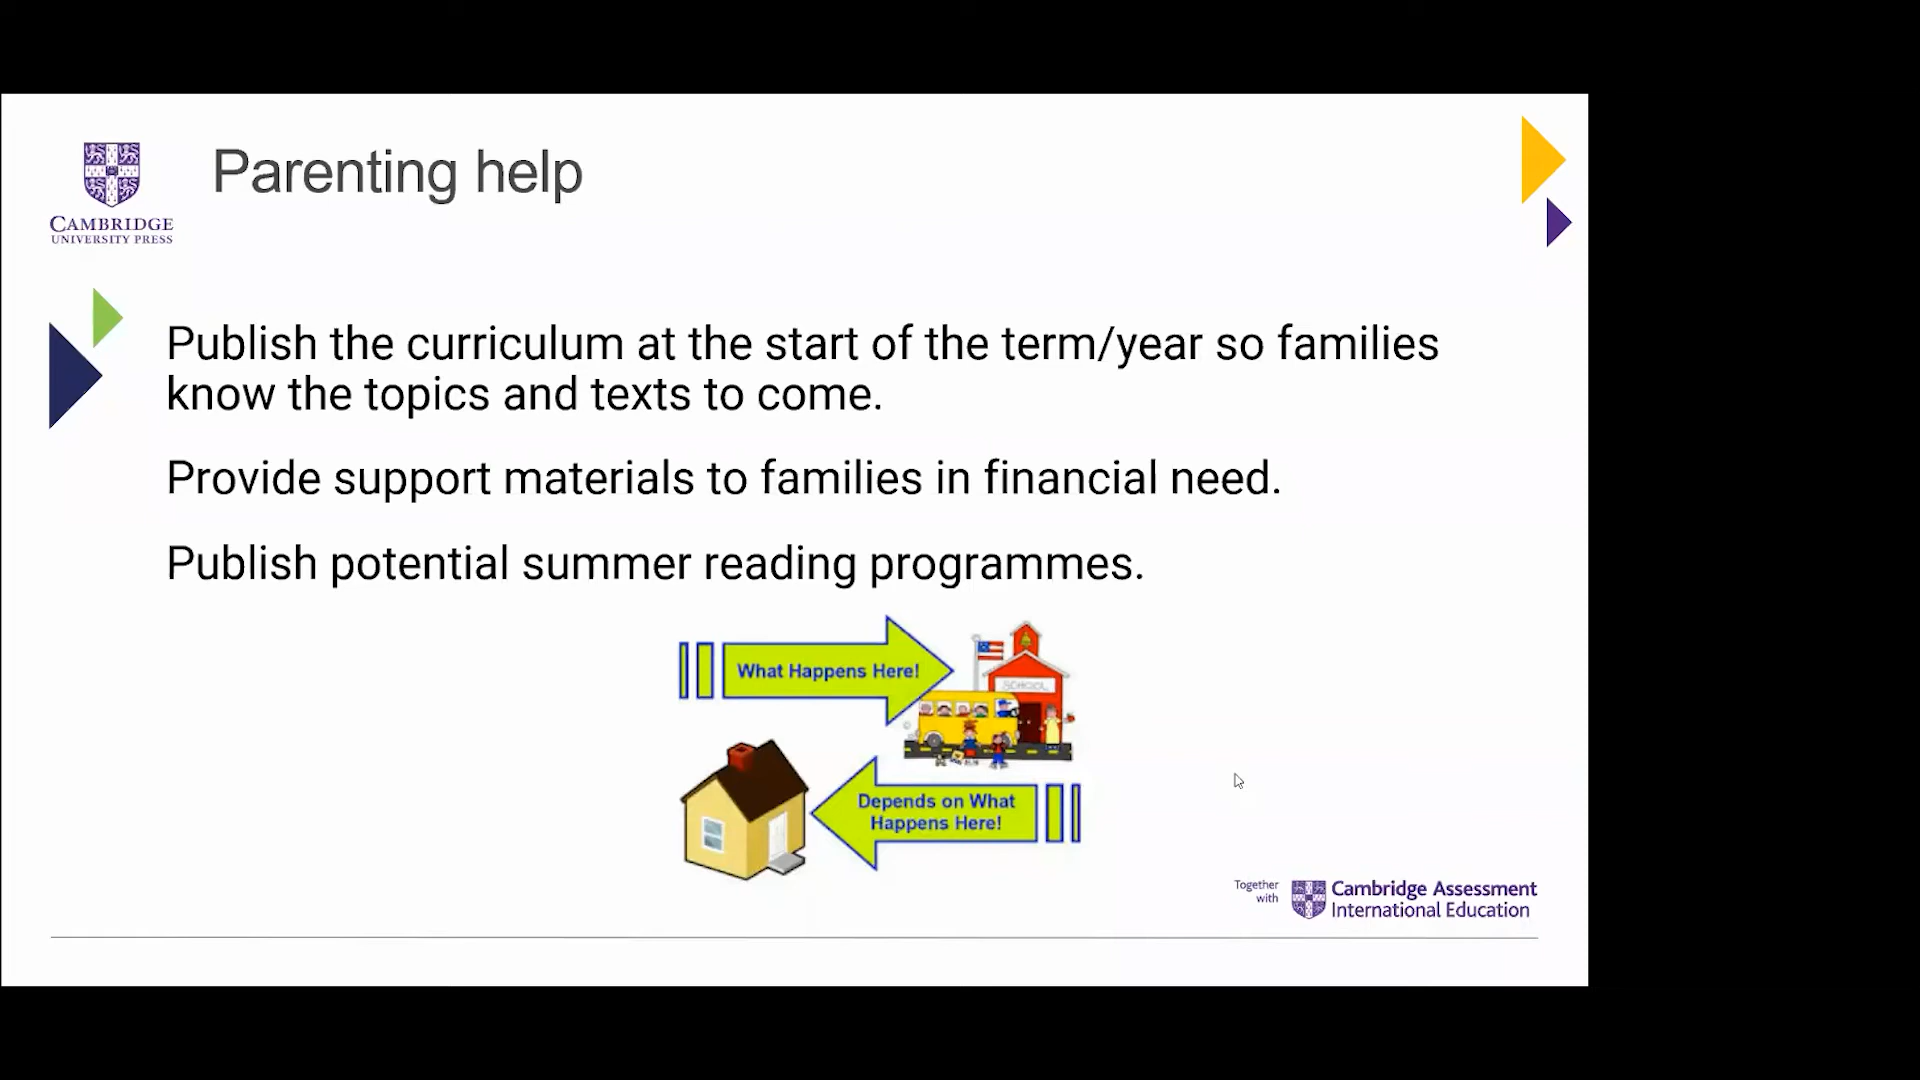 CAMBRIDGE
UNIVERSITY PRESS
Parenting help
Publish the curriculum at the start of the term/year so families
know the topics and texts to come.
Provide support materials to families in financial need.
Publish potential summer reading programmes.
What Happens Here!
SCHOOL
Depends on What
Happens Here!
Together
with
Cambridge Assessment
International Education